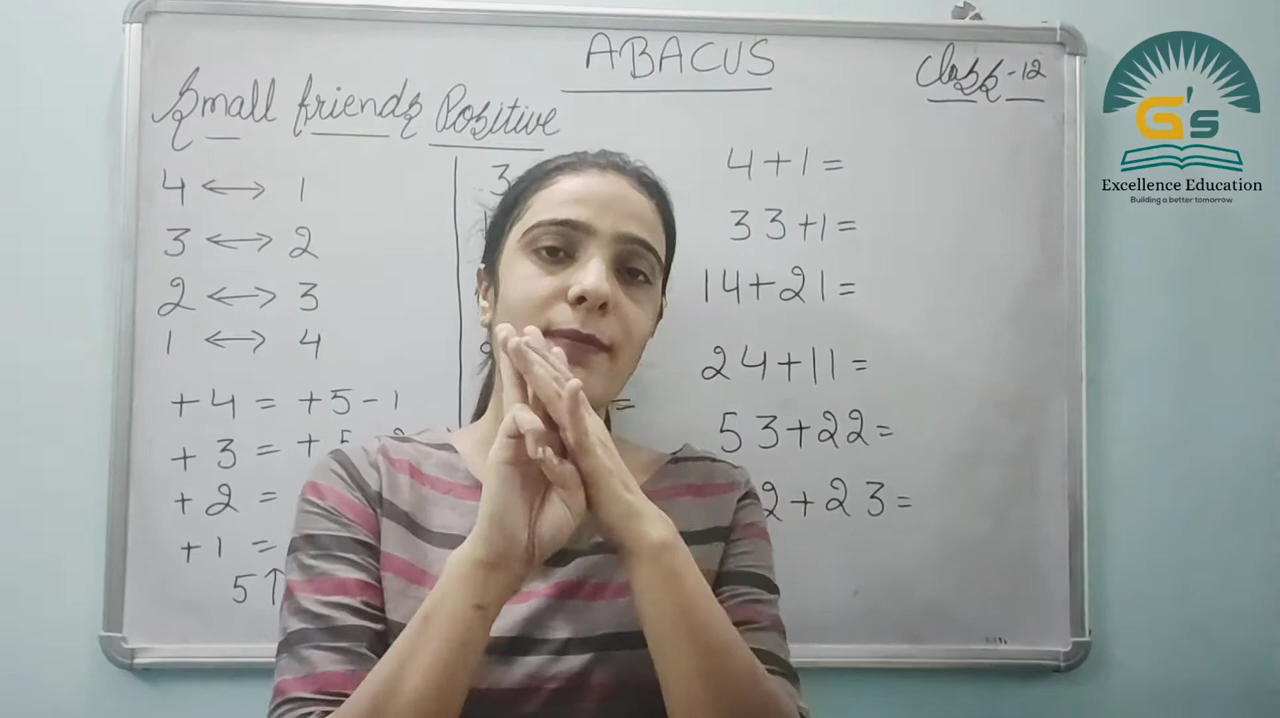 ABACUS
Class-12
Small friends Positive
4 ↔ 1
3 ↔ 2
2 ↔ 3
1 ↔ 4
+4 = +5-1
+3 = +5
+2 =
+1 =
5↑
3
=
4+1=
33+1=
14+21=
24+11=
53+22=
2+23=
G's
Excellence Education
Building a better tomorrow